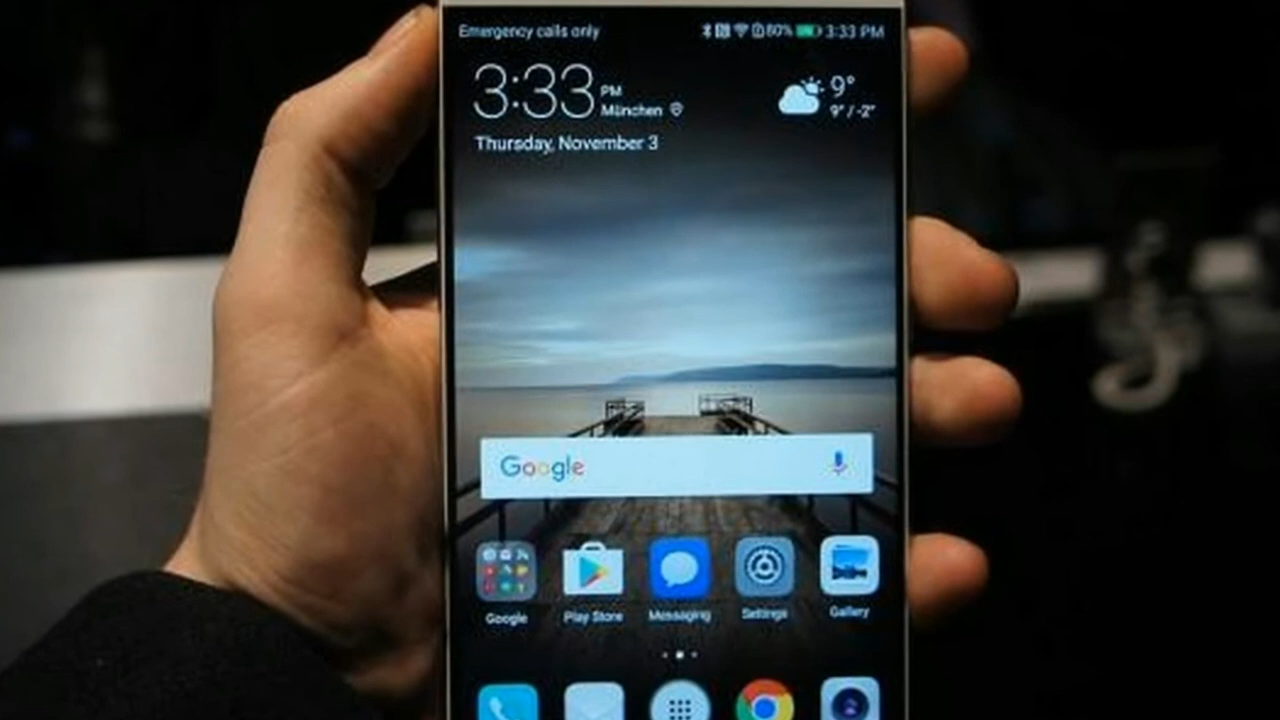 Emergency calls only 80% 3:33 PM
3:33 PM
München
9°
9° / -2°
Thursday, November 3
Google
Google Play Store Messaging Settings Gallery